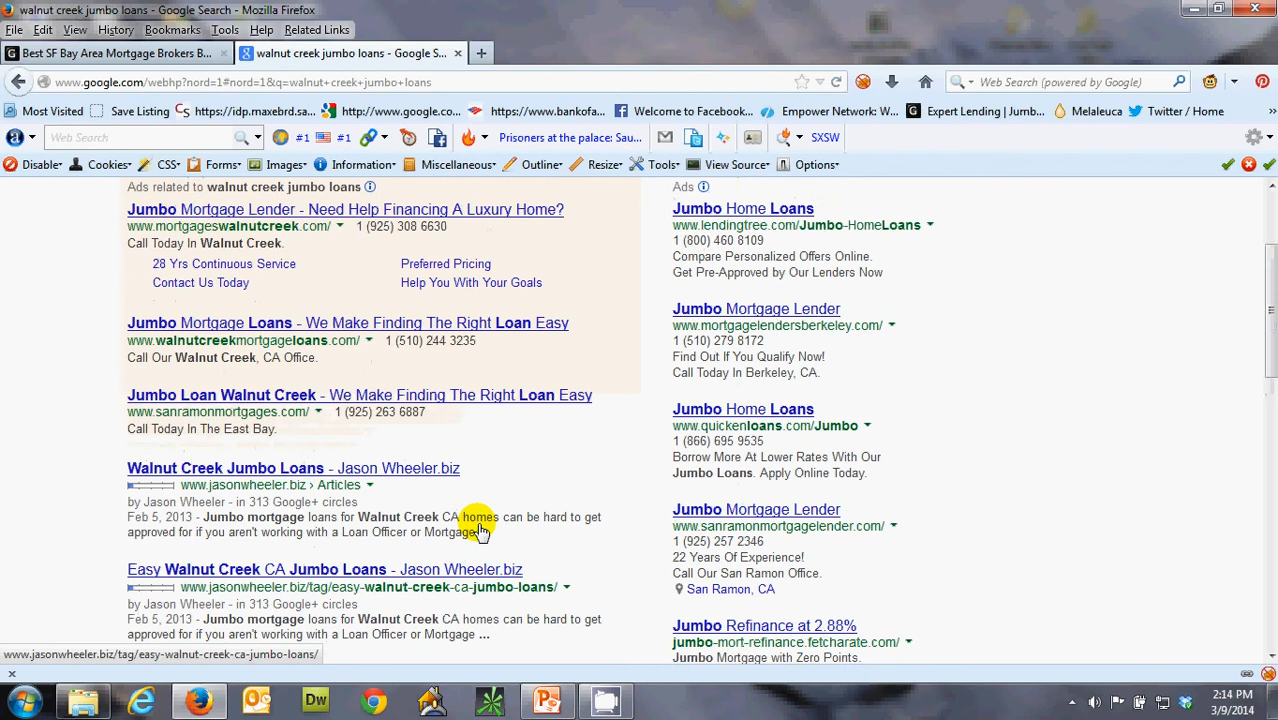 walnut creek jumbo loans - Google Search - Mozilla Firefox
File Edit View History Bookmarks Tools Help Related Links
Best SF Bay Area Mortgage Brokers B... walnut creek jumbo loans - Google S...
www.google.com/webhp?nord=1#nord=1&q=walnut+creek+jumbo+loans Web Search (powered by Google)
Most Visited Save Listing https://idp.maxebrd.sa... http://www.google.co... https://www.bankofa... Welcome to Facebook... Empower Network: W... Expert Lending | Jumb... Melaleuca Twitter / Home
Web Search #1 #1 Prisoners at the palace: Sau... SXSW
Disable Cookies CSS Forms Images Information Miscellaneous Outline Resize Tools View Source Options
Ads related to walnut creek jumbo loans
Jumbo Mortgage Lender - Need Help Financing A Luxury Home?
www.mortgageswalnutcreek.com/ 1 (925) 308 6630
Call Today In Walnut Creek.
28 Yrs Continuous Service Preferred Pricing
Contact Us Today Help You With Your Goals
Jumbo Mortgage Loans - We Make Finding The Right Loan Easy
www.walnutcreekmortgageloans.com/ 1 (510) 244 3235
Call Our Walnut Creek, CA Office.
Jumbo Loan Walnut Creek - We Make Finding The Right Loan Easy
www.sanramonmortgages.com/ 1 (925) 263 6887
Call Today In The East Bay.
Walnut Creek Jumbo Loans - Jason Wheeler.biz
www.jasonwheeler.biz › Articles
by Jason Wheeler - in 313 Google+ circles
Feb 5, 2013 - Jumbo mortgage loans for Walnut Creek CA homes can be hard to get
approved for if you aren't working with a Loan Officer or Mortgage
Easy Walnut Creek CA Jumbo Loans - Jason Wheeler.biz
www.jasonwheeler.biz/tag/easy-walnut-creek-ca-jumbo-loans/
by Jason Wheeler - in 313 Google+ circles
Feb 5, 2013 - Jumbo mortgage loans for Walnut Creek CA homes can be hard to get
approved for if you aren't working with a Loan Officer or Mortgage ...
www.jasonwheeler.biz/tag/easy-walnut-creek-ca-jumbo-loans/
Ads
Jumbo Home Loans
www.lendingtree.com/Jumbo-HomeLoans
1 (800) 460 8109
Compare Personalized Offers Online.
Get Pre-Approved by Our Lenders Now
Jumbo Mortgage Lender
www.mortgagelendersberkeley.com/
1 (510) 279 8172
Find Out If You Qualify Now!
Call Today In Berkeley, CA.
Jumbo Home Loans
www.quickenloans.com/Jumbo
1 (866) 695 9535
Borrow More At Lower Rates With Our
Jumbo Loans. Apply Online Today.
Jumbo Mortgage Lender
www.sanramonmortgagelender.com/
1 (925) 257 2346
22 Years Of Experience!
Call Our San Ramon Office.
San Ramon, CA
Jumbo Refinance at 2.88%
jumbo-mort-refinance.fetchrate.com/
Jumbo Mortgage with Zero Points.
2:14 PM
3/9/2014